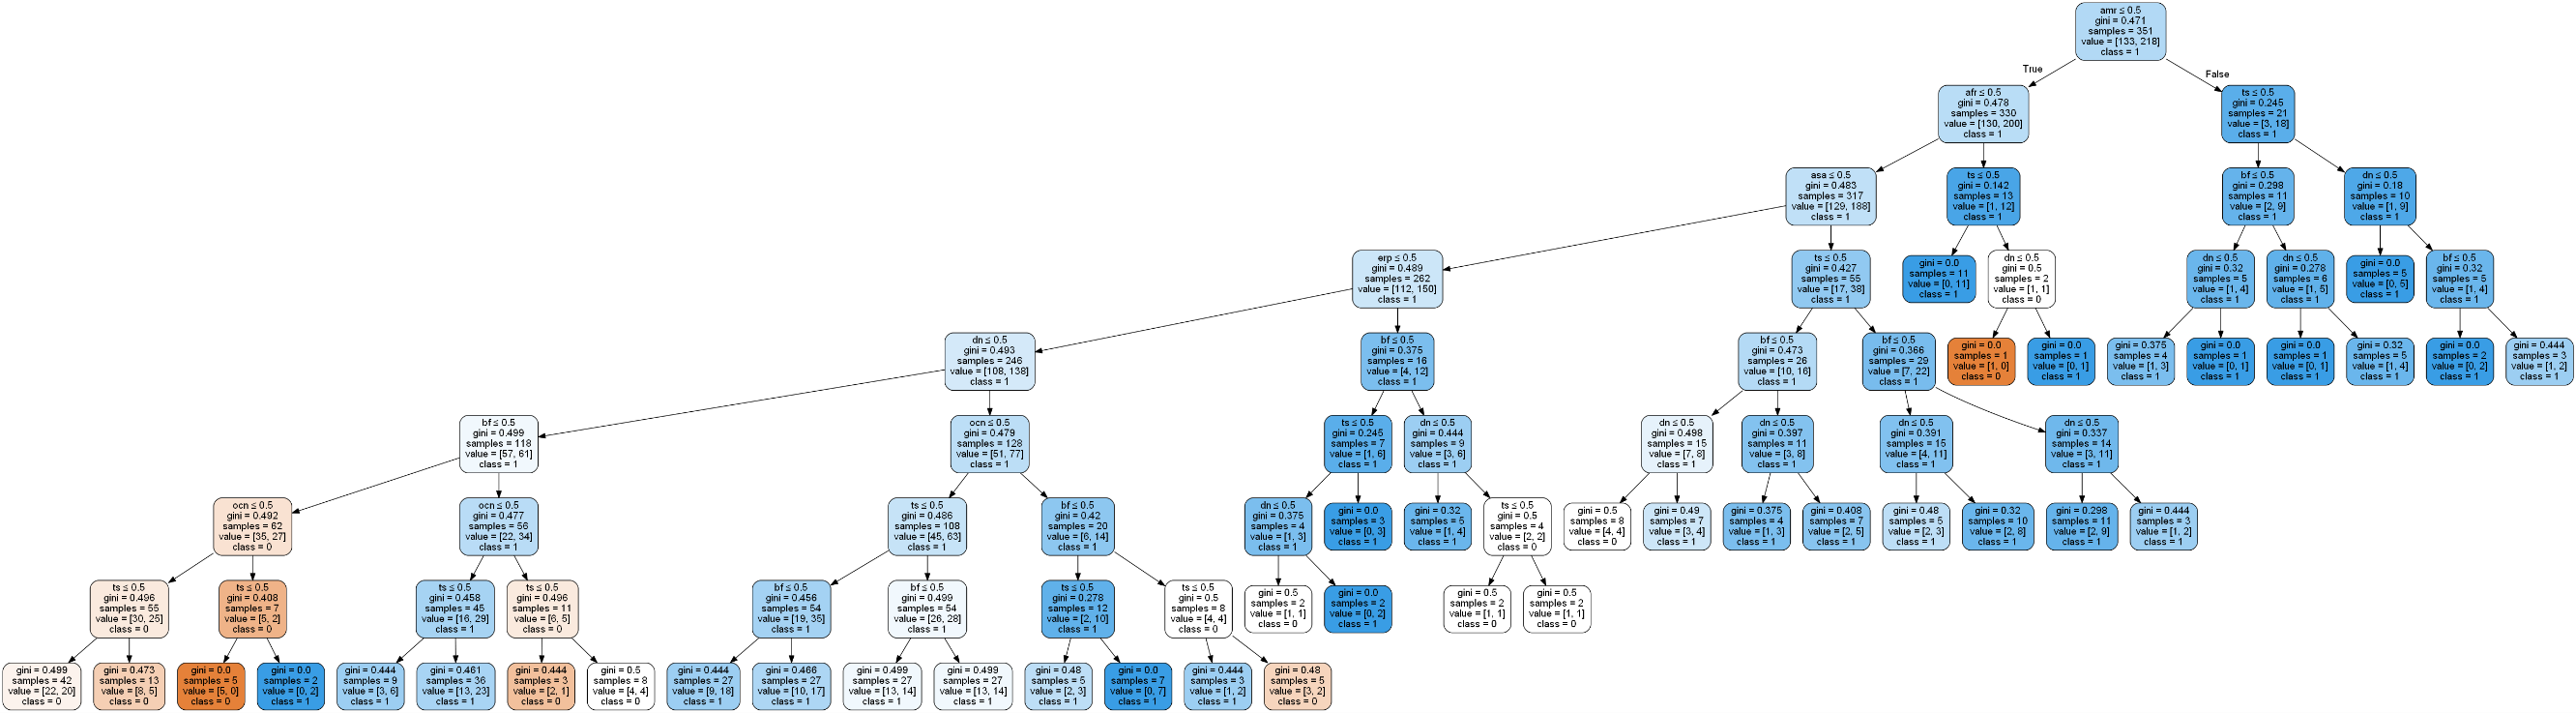 amr ≤ 0.5
gini = 0.471
samples = 351
value = [133, 218]
class = 1
True
False
afr ≤ 0.5
gini = 0.478
samples = 330
value = [130, 200]
class = 1
ts ≤ 0.5
gini = 0.245
samples = 21
value = [3, 18]
class = 1
asa ≤ 0.5
gini = 0.483
samples = 317
value = [129, 188]
class = 1
ts ≤ 0.5
gini = 0.142
samples = 13
value = [1, 12]
class = 1
bf ≤ 0.5
gini = 0.298
samples = 11
value = [2, 9]
class = 1
dn ≤ 0.5
gini = 0.18
samples = 10
value = [1, 9]
class = 1
erp ≤ 0.5
gini = 0.489
samples = 262
value = [112, 150]
class = 1
ts ≤ 0.5
gini = 0.427
samples = 55
value = [17, 38]
class = 1
gini = 0.0
samples = 11
value = [0, 11]
class = 1
dn ≤ 0.5
gini = 0.5
samples = 2
value = [1, 1]
class = 0
dn ≤ 0.5
gini = 0.32
samples = 5
value = [1, 4]
class = 1
dn ≤ 0.5
gini = 0.278
samples = 6
value = [1, 5]
class = 1
gini = 0.0
samples = 5
value = [0, 5]
class = 1
bf ≤ 0.5
gini = 0.32
samples = 5
value = [1, 4]
class = 1
dn ≤ 0.5
gini = 0.493
samples = 246
value = [108, 138]
class = 1
bf ≤ 0.5
gini = 0.375
samples = 16
value = [4, 12]
class = 1
bf ≤ 0.5
gini = 0.473
samples = 26
value = [10, 16]
class = 1
bf ≤ 0.5
gini = 0.366
samples = 29
value = [7, 22]
class = 1
gini = 0.0
samples = 1
value = [1, 0]
class = 0
gini = 0.0
samples = 1
value = [0, 1]
class = 1
gini = 0.375
samples = 4
value = [1, 3]
class = 1
gini = 0.0
samples = 1
value = [0, 1]
class = 1
gini = 0.0
samples = 1
value = [0, 1]
class = 1
gini = 0.32
samples = 5
value = [1, 4]
class = 1
gini = 0.0
samples = 2
value = [0, 2]
class = 1
gini = 0.444
samples = 3
value = [1, 2]
class = 1
bf ≤ 0.5
gini = 0.499
samples = 118
value = [57, 61]
class = 1
ocn ≤ 0.5
gini = 0.479
samples = 128
value = [51, 77]
class = 1
ts ≤ 0.5
gini = 0.245
samples = 7
value = [1, 6]
class = 1
dn ≤ 0.5
gini = 0.444
samples = 9
value = [3, 6]
class = 1
dn ≤ 0.5
gini = 0.498
samples = 15
value = [7, 8]
class = 1
dn ≤ 0.5
gini = 0.397
samples = 11
value = [3, 8]
class = 1
dn ≤ 0.5
gini = 0.391
samples = 15
value = [4, 11]
class = 1
dn ≤ 0.5
gini = 0.337
samples = 14
value = [3, 11]
class = 1
ocn ≤ 0.5
gini = 0.492
samples = 62
value = [35, 27]
class = 0
ocn ≤ 0.5
gini = 0.477
samples = 56
value = [22, 34]
class = 1
ts ≤ 0.5
gini = 0.486
samples = 108
value = [45, 63]
class = 1
bf ≤ 0.5
gini = 0.42
samples = 20
value = [6, 14]
class = 1
dn ≤ 0.5
gini = 0.375
samples = 4
value = [1, 3]
class = 1
gini = 0.0
samples = 3
value = [0, 3]
class = 1
gini = 0.32
samples = 5
value = [1, 4]
class = 1
ts ≤ 0.5
gini = 0.5
samples = 4
value = [2, 2]
class = 0
gini = 0.5
samples = 8
value = [4, 4]
class = 0
gini = 0.49
samples = 7
value = [3, 4]
class = 1
gini = 0.375
samples = 4
value = [1, 3]
class = 1
gini = 0.408
samples = 7
value = [2, 5]
class = 1
gini = 0.48
samples = 5
value = [2, 3]
class = 1
gini = 0.32
samples = 10
value = [2, 8]
class = 1
gini = 0.298
samples = 11
value = [2, 9]
class = 1
gini = 0.444
samples = 3
value = [1, 2]
class = 1
ts ≤ 0.5
gini = 0.496
samples = 55
value = [30, 25]
class = 0
ts ≤ 0.5
gini = 0.408
samples = 7
value = [5, 2]
class = 0
ts ≤ 0.5
gini = 0.458
samples = 45
value = [16, 29]
class = 1
ts ≤ 0.5
gini = 0.496
samples = 11
value = [6, 5]
class = 0
bf ≤ 0.5
gini = 0.456
samples = 54
value = [19, 35]
class = 1
bf ≤ 0.5
gini = 0.499
samples = 54
value = [26, 28]
class = 1
ts ≤ 0.5
gini = 0.278
samples = 12
value = [2, 10]
class = 1
ts ≤ 0.5
gini = 0.5
samples = 8
value = [4, 4]
class = 0
gini = 0.5
samples = 2
value = [1, 1]
class = 0
gini = 0.0
samples = 2
value = [0, 2]
class = 1
gini = 0.5
samples = 2
value = [1, 1]
class = 0
gini = 0.5
samples = 2
value = [1, 1]
class = 0
gini = 0.499
samples = 42
value = [22, 20]
class = 0
gini = 0.473
samples = 13
value = [8, 5]
class = 0
gini = 0.0
samples = 5
value = [5, 0]
class = 0
gini = 0.0
samples = 2
value = [0, 2]
class = 1
gini = 0.444
samples = 9
value = [3, 6]
class = 1
gini = 0.461
samples = 36
value = [13, 23]
class = 1
gini = 0.444
samples = 3
value = [2, 1]
class = 0
gini = 0.5
samples = 8
value = [4, 4]
class = 0
gini = 0.444
samples = 27
value = [9, 18]
class = 1
gini = 0.466
samples = 27
value = [10, 17]
class = 1
gini = 0.499
samples = 27
value = [13, 14]
class = 1
gini = 0.499
samples = 27
value = [13, 14]
class = 1
gini = 0.48
samples = 5
value = [2, 3]
class = 1
gini = 0.0
samples = 7
value = [0, 7]
class = 1
gini = 0.444
samples = 3
value = [1, 2]
class = 1
gini = 0.48
samples = 5
value = [3, 2]
class = 0